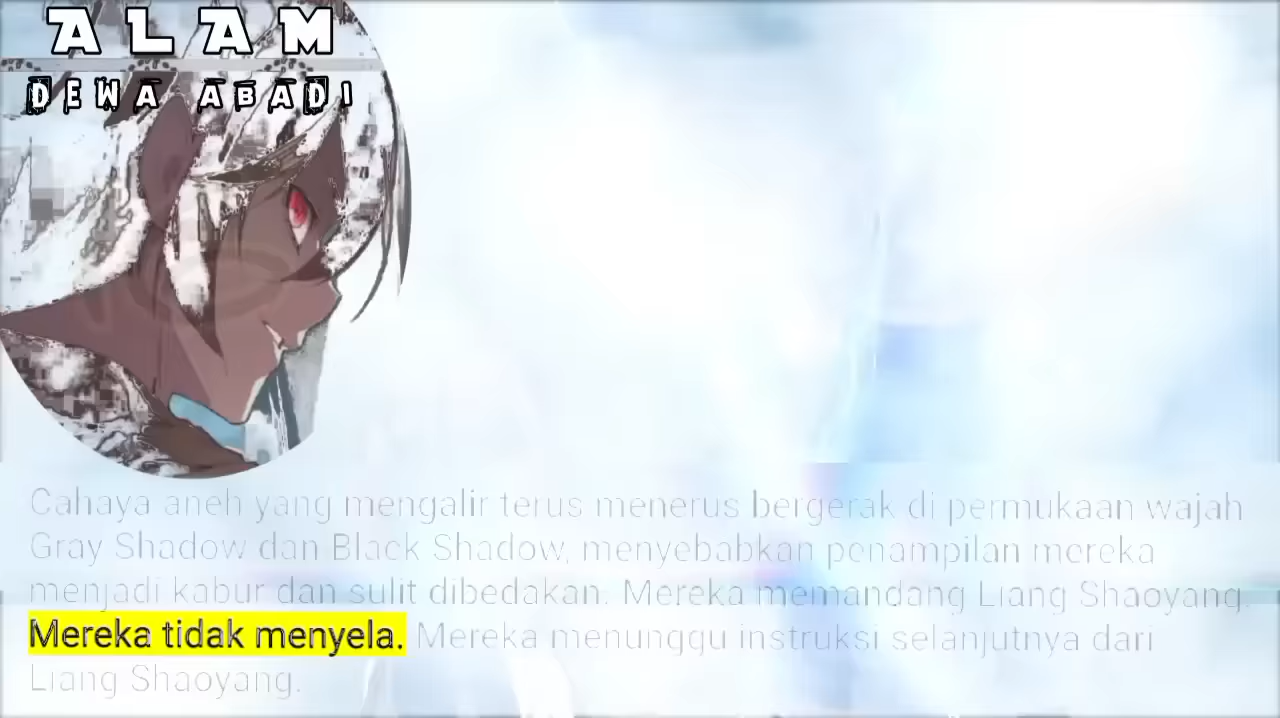 ALAM
DEWA ABADI
Cahaya aneh yang mengalir terus menerus bergerak di permukaan wajah
Gray Shadow dan Black Shadow, menyebabkan penampilan mereka
menjadi kabur dan sulit dibedakan. Mereka memandang Liang Shaoyang.
Mereka tidak menyela. Mereka menunggu instruksi selanjutnya dari
Liang Shaoyang.